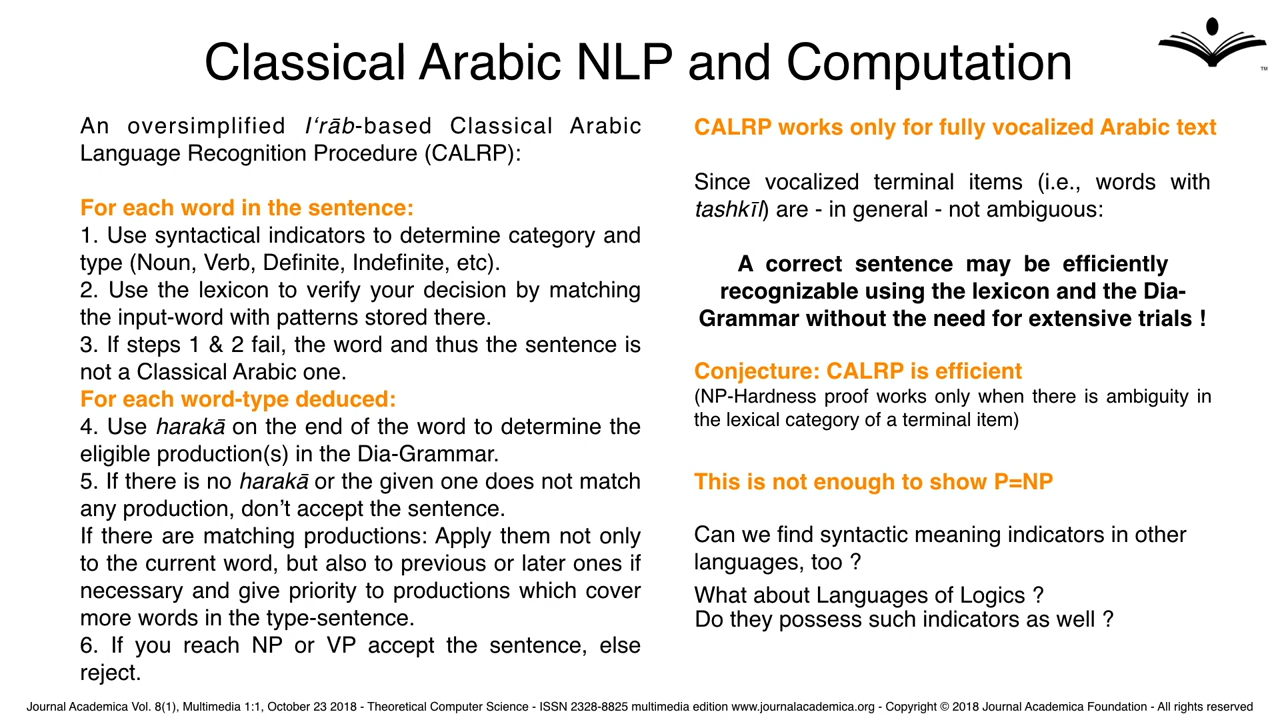 Classical Arabic NLP and Computation
TM
An oversimplified I‘rāb-based Classical Arabic
Language Recognition Procedure (CALRP):
For each word in the sentence:
1. Use syntactical indicators to determine category and
type (Noun, Verb, Definite, Indefinite, etc).
2. Use the lexicon to verify your decision by matching
the input-word with patterns stored there.
3. If steps 1 & 2 fail, the word and thus the sentence is
not a Classical Arabic one.
For each word-type deduced:
4. Use harakā on the end of the word to determine the
eligible production(s) in the Dia-Grammar.
5. If there is no harakā or the given one does not match
any production, don’t accept the sentence.
If there are matching productions: Apply them not only
to the current word, but also to previous or later ones if
necessary and give priority to productions which cover
more words in the type-sentence.
6. If you reach NP or VP accept the sentence, else
reject.
CALRP works only for fully vocalized Arabic text
Since vocalized terminal items (i.e., words with
tashkīl) are - in general - not ambiguous:
A correct sentence may be efficiently
recognizable using the lexicon and the Dia-
Grammar without the need for extensive trials !
Conjecture: CALRP is efficient
(NP-Hardness proof works only when there is ambiguity in
the lexical category of a terminal item)
This is not enough to show P=NP
Can we find syntactic meaning indicators in other
languages, too ?
What about Languages of Logics ?
Do they possess such indicators as well ?
Journal Academica Vol. 8(1), Multimedia 1:1, October 23 2018 - Theoretical Computer Science - ISSN 2328-8825 multimedia edition www.journalacademica.org - Copyright © 2018 Journal Academica Foundation - All rights reserved